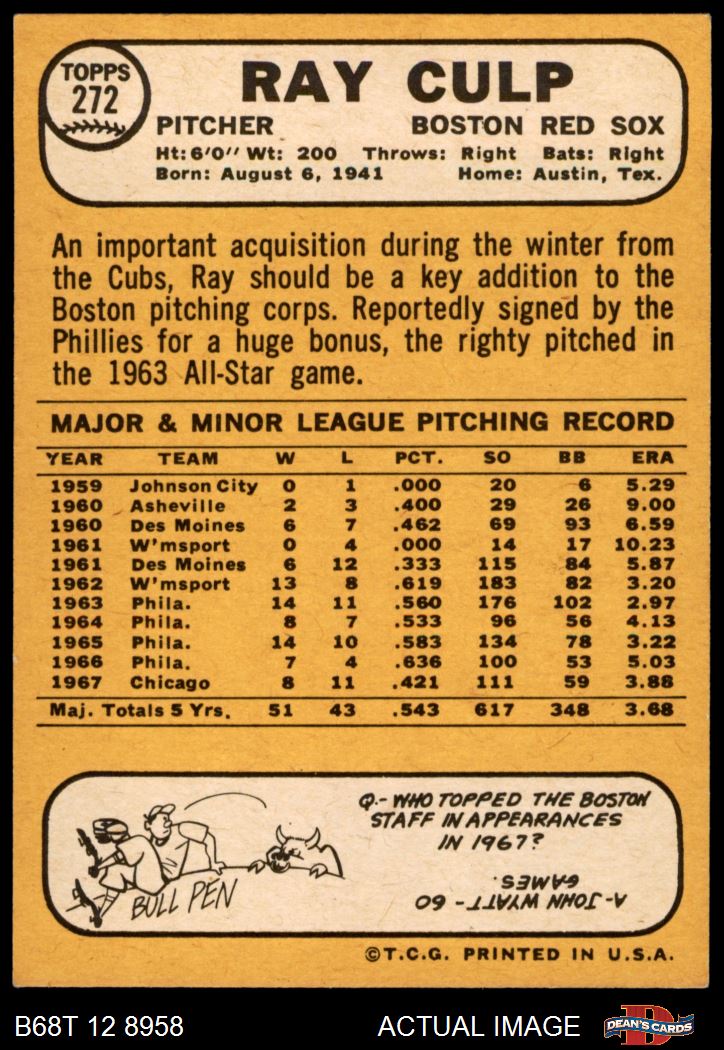 TOPPS
272
RAY CULP
PITCHER BOSTON RED SOX
Ht: 6'0" Wt: 200 Throws: Right Bats: Right
Born: August 6, 1941 Home: Austin, Tex.
An important acquisition during the winter from
the Cubs, Ray should be a key addition to the
Boston pitching corps. Reportedly signed by the
Phillies for a huge bonus, the righty pitched in
the 1963 All-Star game.
MAJOR & MINOR LEAGUE PITCHING RECORD
YEAR TEAM W L PCT. SO BB ERA
1959 Johnson City 0 1 .000 20 6 5.29
1960 Asheville 2 3 .400 29 26 9.00
1960 Des Moines 6 7 .462 69 93 6.59
1961 W'msport 0 4 .000 14 17 10.23
1961 Des Moines 6 12 .333 115 84 5.87
1962 W'msport 13 8 .619 183 82 3.20
1963 Phila. 14 11 .560 176 102 2.97
1964 Phila. 8 7 .533 96 56 4.13
1965 Phila. 14 10 .583 134 78 3.22
1966 Phila. 7 4 .636 100 53 5.03
1967 Chicago 8 11 .421 111 59 3.88
Maj. Totals 5 Yrs. 51 43 .543 617 348 3.68
BULL PEN
Q.- WHO TOPPED THE BOSTON
STAFF IN APPEARANCES
IN 1967?
A- JOHN WYATT - 60
GAMES.
©T.C.G. PRINTED IN U.S.A.
B68T 12 8958 ACTUAL IMAGE DEAN'S CARDS